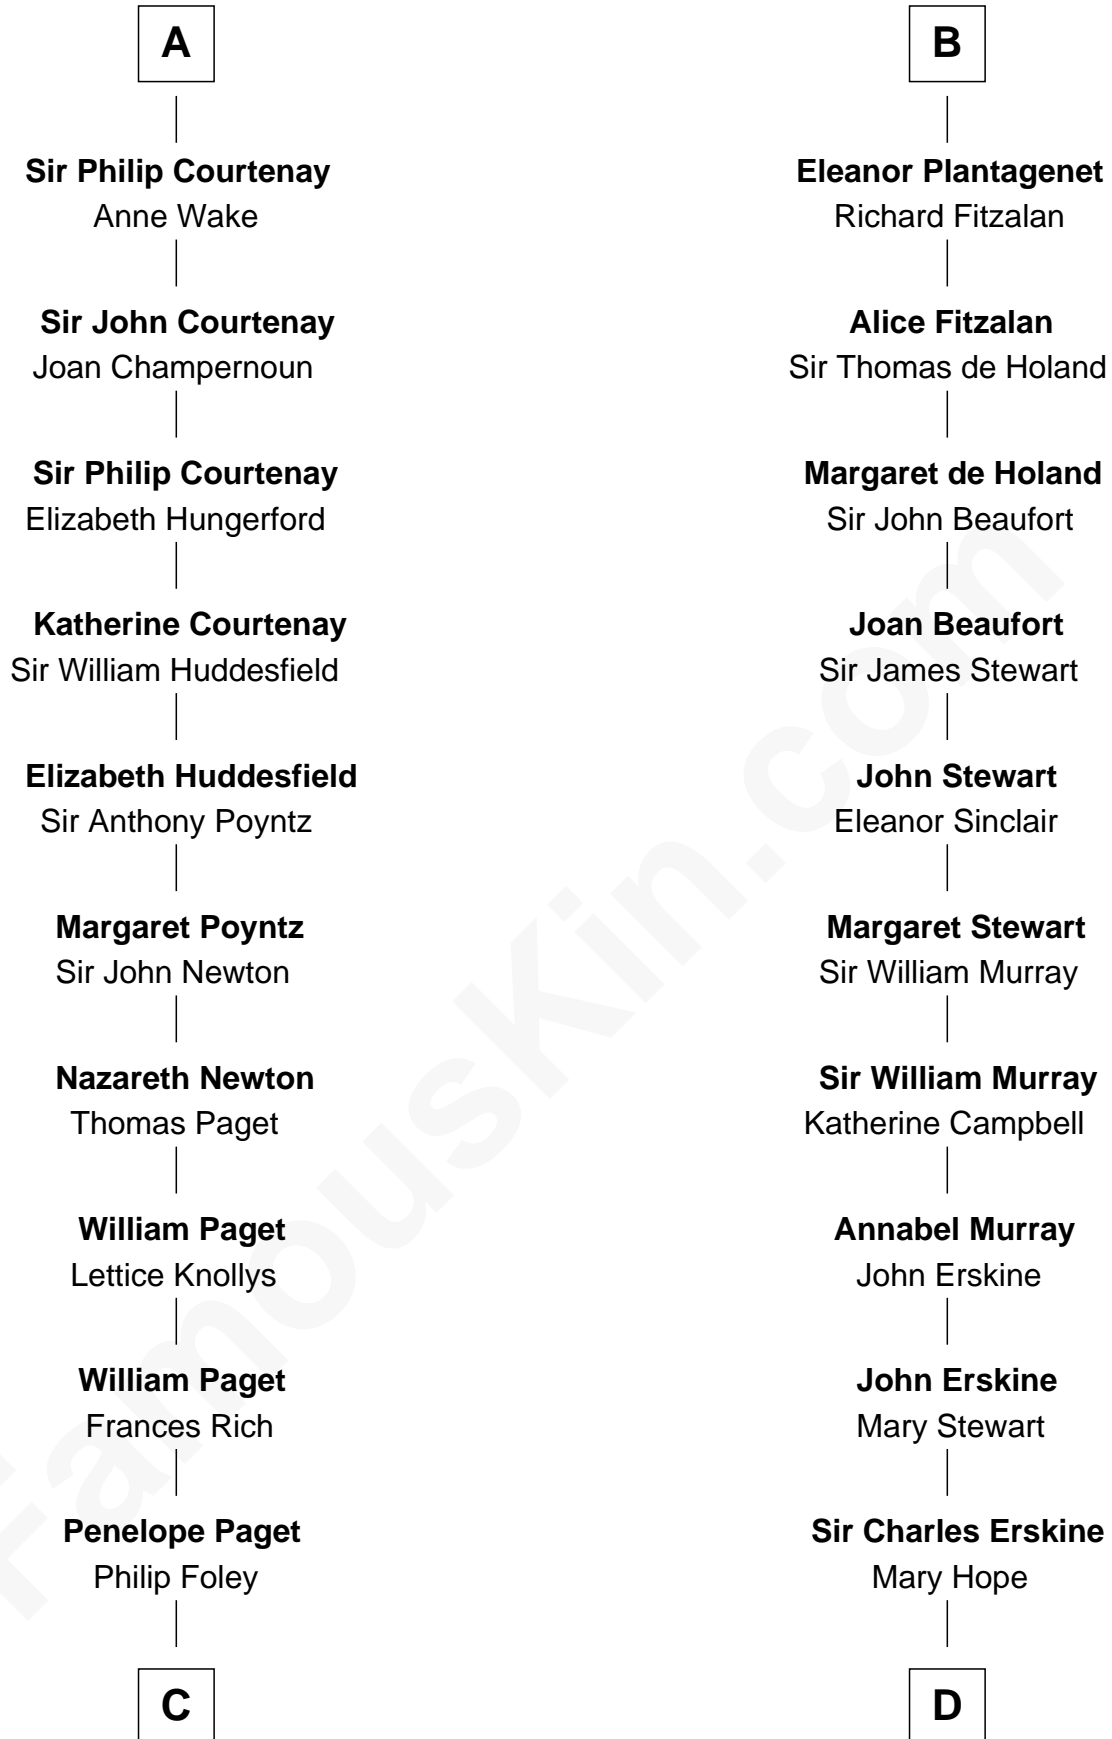 A
Sir Philip Courtenay
Anne Wake
Sir John Courtenay
Joan Champernoun
Sir Philip Courtenay
Elizabeth Hungerford
Katherine Courtenay
Sir William Huddesfield
Elizabeth Huddesfield
Sir Anthony Poyntz
Margaret Poyntz
Sir John Newton
Nazareth Newton
Thomas Paget
William Paget
Lettice Knollys
William Paget
Frances Rich
Penelope Paget
Philip Foley
C
B
Eleanor Plantagenet
Richard Fitzalan
Alice Fitzalan
Sir Thomas de Holand
Margaret de Holand
Sir John Beaufort
Joan Beaufort
Sir James Stewart
John Stewart
Eleanor Sinclair
Margaret Stewart
Sir William Murray
Sir William Murray
Katherine Campbell
Annabel Murray
John Erskine
John Erskine
Mary Stewart
Sir Charles Erskine
Mary Hope
D
FamousKin.com